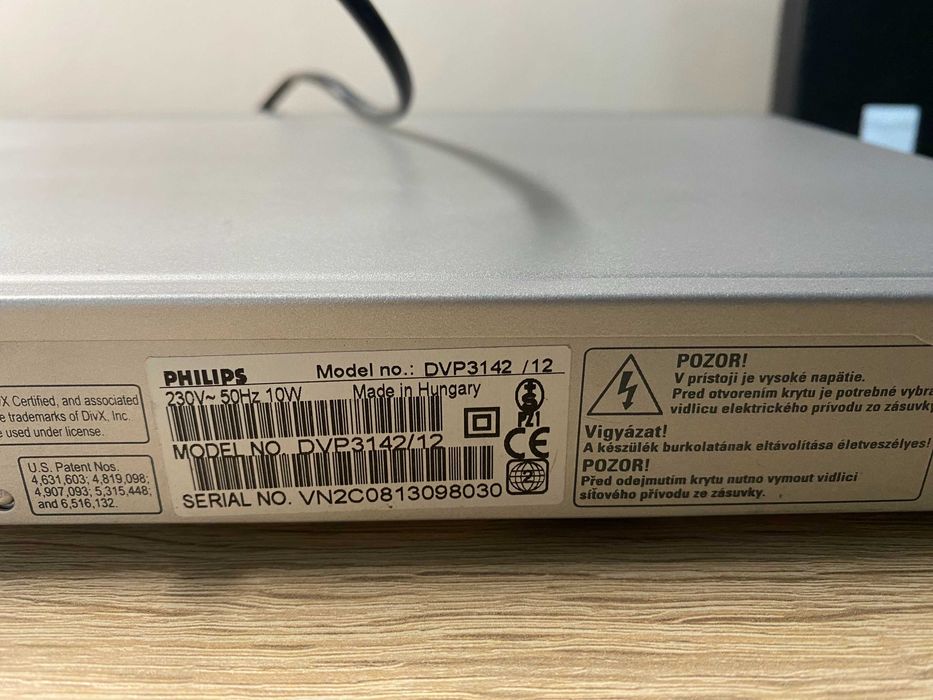 X Certified, and associated
trademarks of DivX, Inc.
used under license.
U.S. Patent Nos.
4,631,603; 4,819,098;
4,907,093; 5,315,448;
and 6,516,132.
PHILIPS Model no.: DVP3142 /12
230V~ 50Hz 10W Made in Hungary
MODEL NO. DVP3142/12
SERIAL NO. VN2C0813098030
PZ1
CE
2
POZOR!
V prístoji je vysoké napätie.
Pred otvorením krytu je potrebné vybra
vidlicu elektrického prívodu zo zásuvky
Vigyázat!
A készülék burkolatának eltávolítása életveszélyes!
POZOR!
Před odejmutím krytu nutno vymout vidlici
síťového přívodu ze zásuvky.